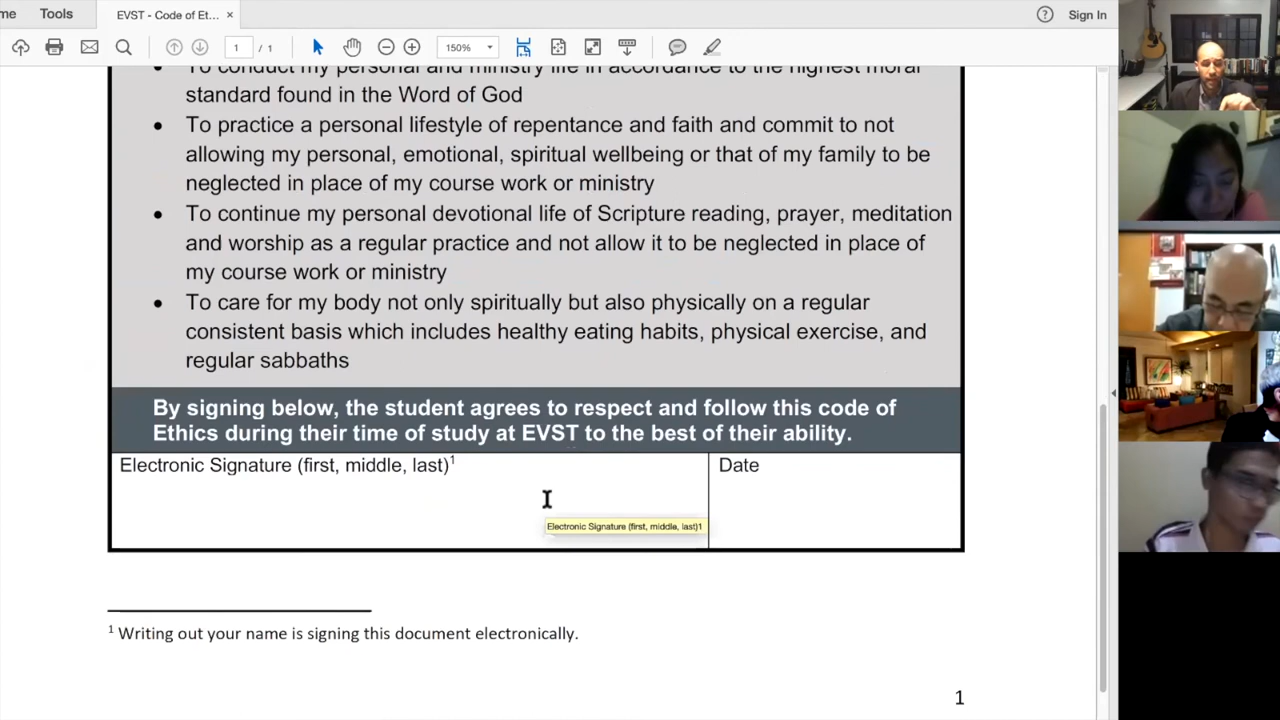 me Tools EVST - Code of Et... × Sign In
1 / 1 150%
• To conduct my personal and ministry life in accordance to the highest moral
standard found in the Word of God
• To practice a personal lifestyle of repentance and faith and commit to not
allowing my personal, emotional, spiritual wellbeing or that of my family to be
neglected in place of my course work or ministry
• To continue my personal devotional life of Scripture reading, prayer, meditation
and worship as a regular practice and not allow it to be neglected in place of
my course work or ministry
• To care for my body not only spiritually but also physically on a regular
consistent basis which includes healthy eating habits, physical exercise, and
regular sabbaths
By signing below, the student agrees to respect and follow this code of
Ethics during their time of study at EVST to the best of their ability.
Electronic Signature (first, middle, last)1 Date
Electronic Signature (first, middle, last)1
1 Writing out your name is signing this document electronically.
1